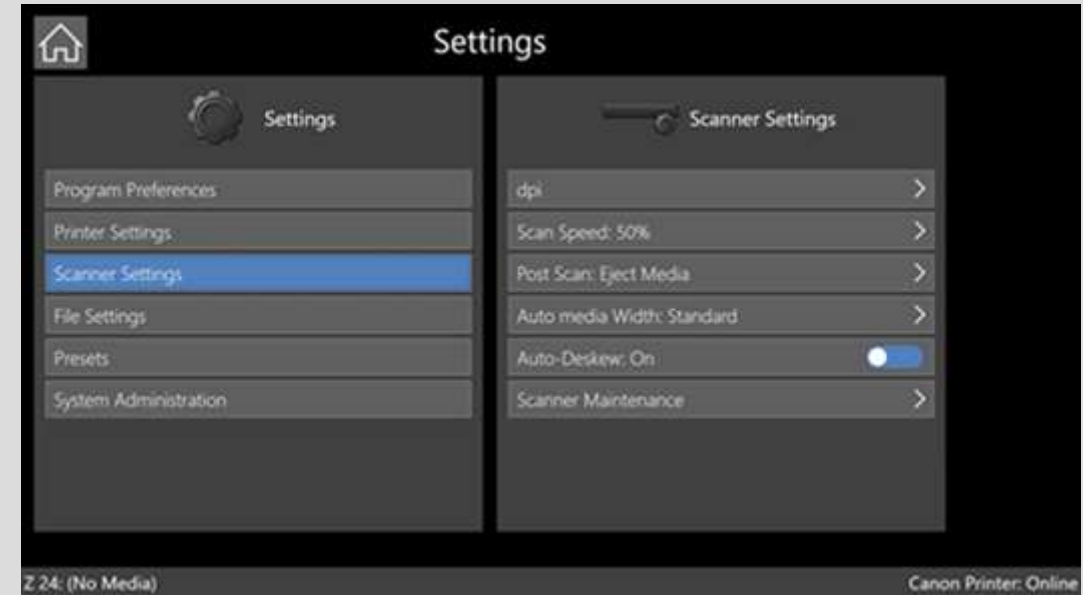 Settings
Settings
Program Preferences
Printer Settings
Scanner Settings
File Settings
Presets
System Administration
Scanner Settings
dpi
Scan Speed: 50%
Post Scan: Eject Media
Auto media Width: Standard
Auto-Deskew: On
Scanner Maintenance
Z 24: (No Media)
Canon Printer: Online